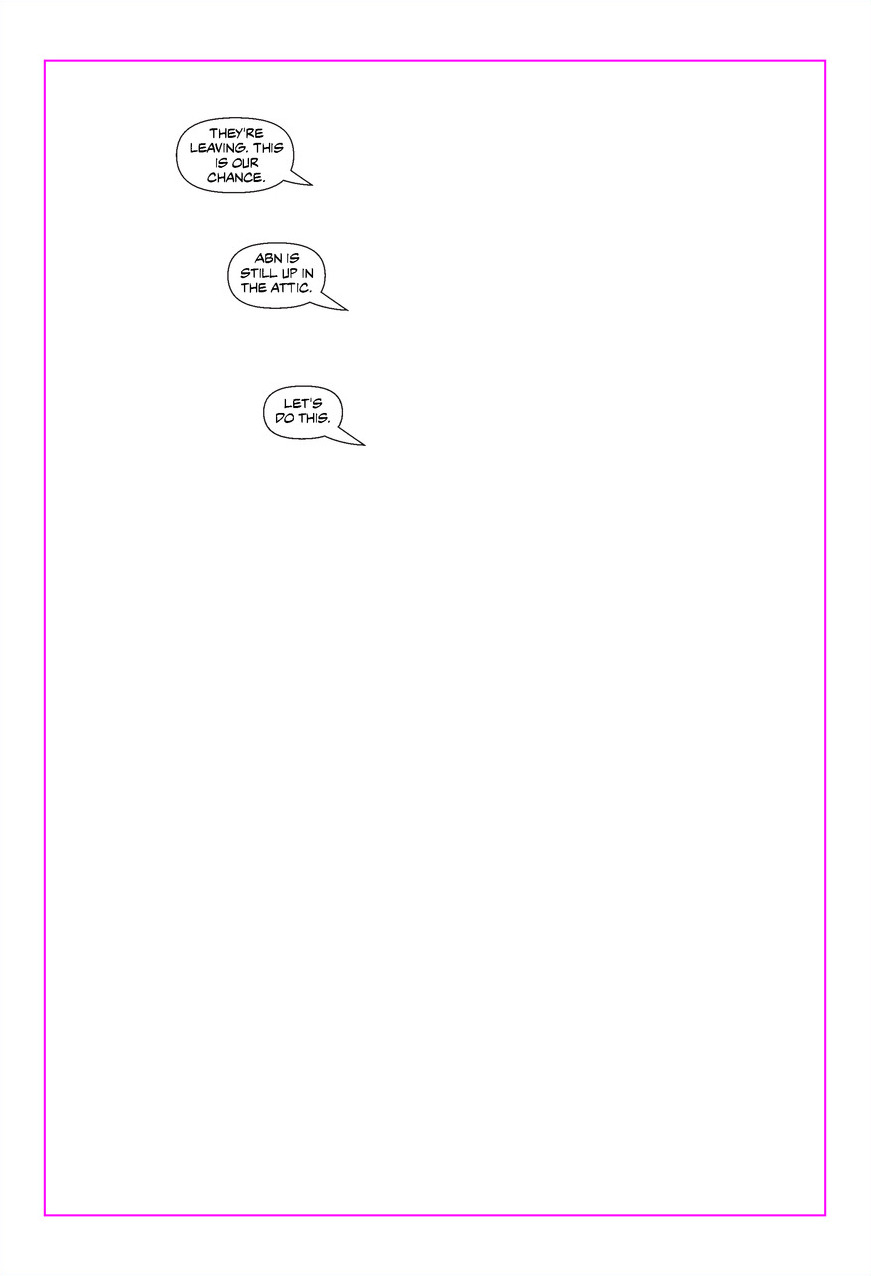 THEY'RE
LEAVING. THIS
IS OUR
CHANCE.
ABN IS
STILL UP IN
THE ATTIC.
LET'S
DO THIS.